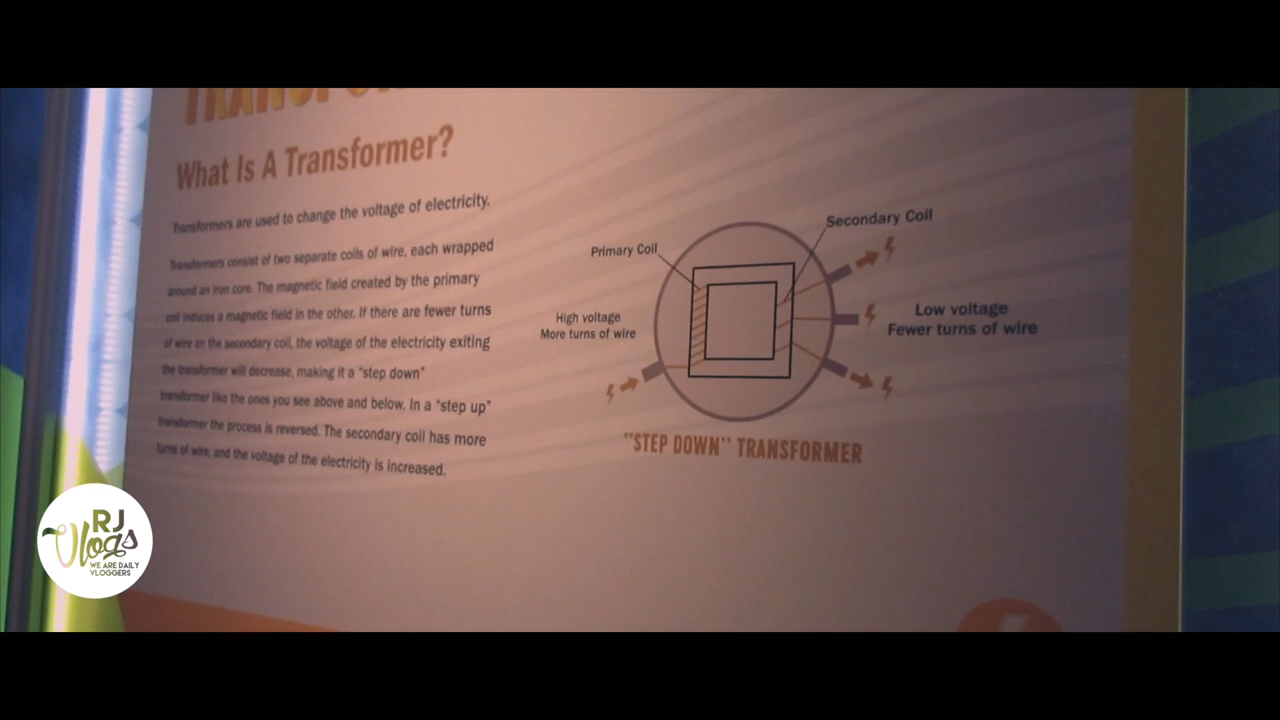 What Is A Transformer?
Transformers are used to change the voltage of electricity.
Transformers consist of two separate coils of wire, each wrapped
around an iron core. The magnetic field created by the primary
coil induces a magnetic field in the other. If there are fewer turns
of wire on the secondary coil, the voltage of the electricity exiting
the transformer will decrease, making it a "step down"
transformer like the ones you see above and below. In a "step up"
transformer the process is reversed. The secondary coil has more
turns of wire, and the voltage of the electricity is increased.
Primary Coil
Secondary Coil
High voltage
More turns of wire
Low voltage
Fewer turns of wire
"STEP DOWN" TRANSFORMER
RJ
Vlogs
WE ARE DAILY
VLOGGERS